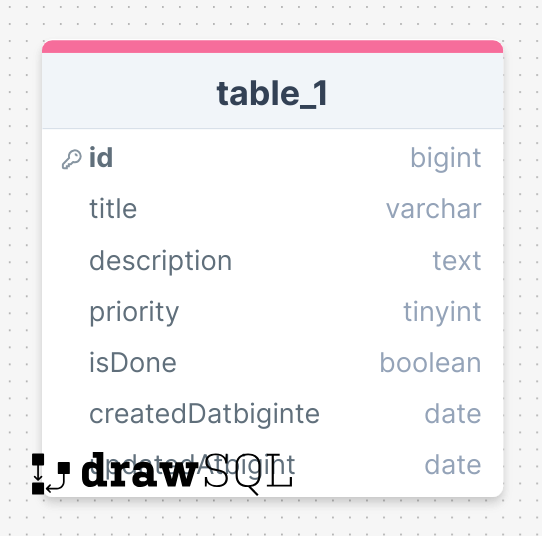 table_1
id bigint
title varchar
description text
priority tinyint
isDone boolean
createdDatbiginte date
updatedAtbigint date
drawSQL